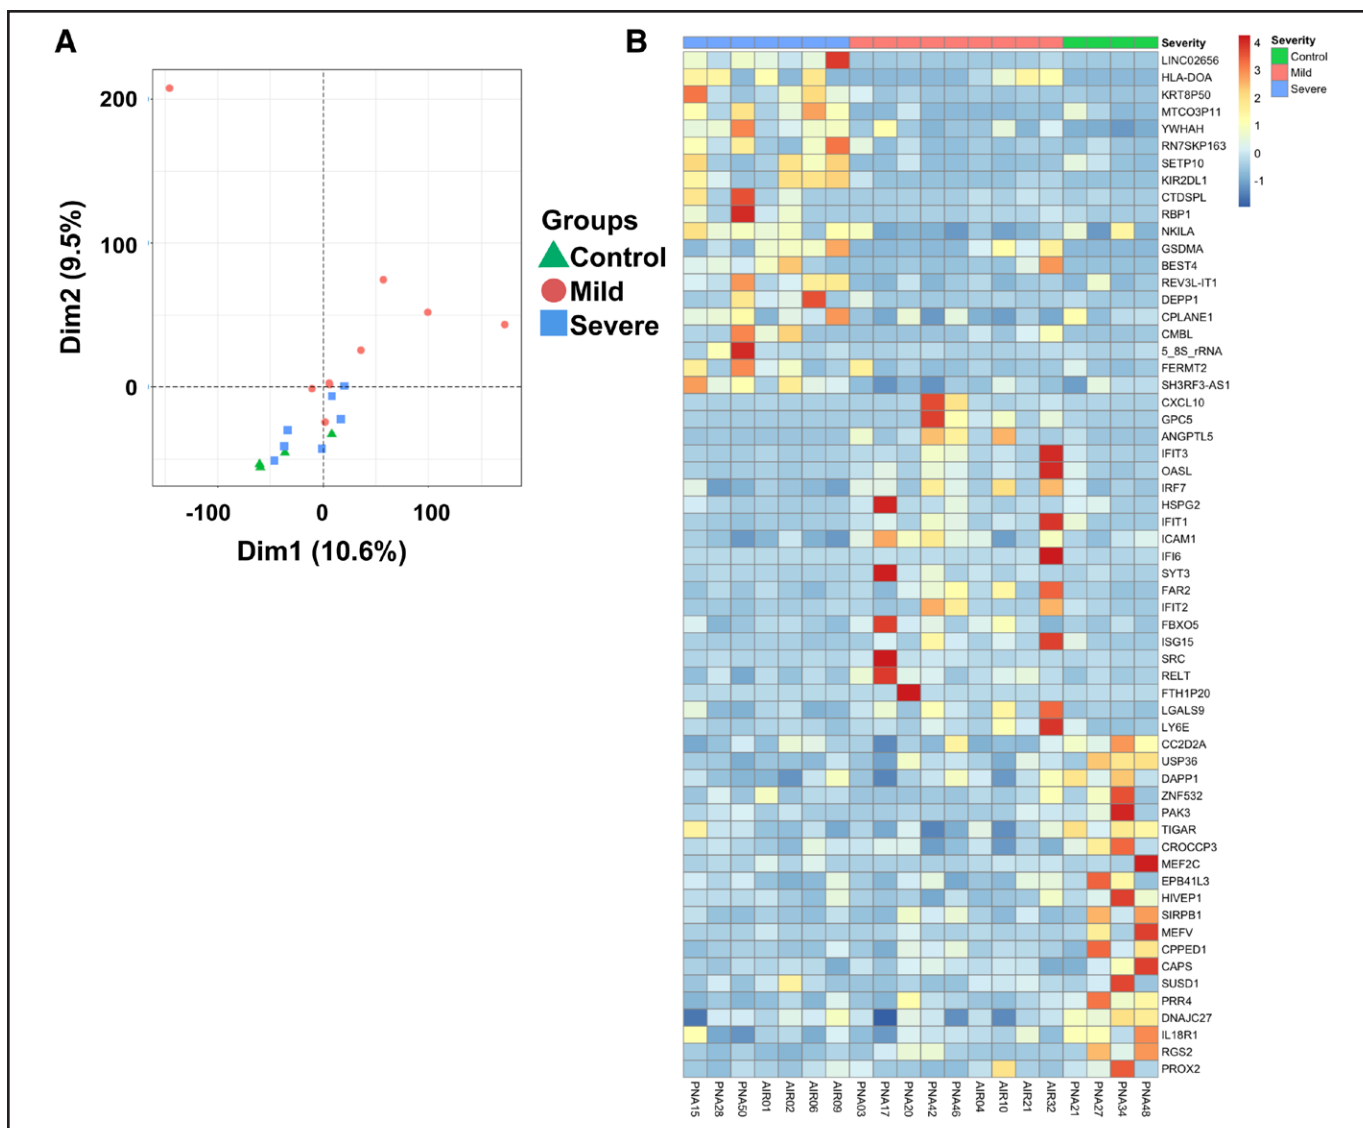 A
200
100
0
Dim2 (9.5%)
-100 0 100
Dim1 (10.6%)
Groups
Control
Mild
Severe
B
Severity
LINC02656
HLA-DOA
KRT8P50
MTCO3P11
YWHAH
RN7SKP163
SETP10
KIR2DL1
CTDSPL
RBP1
NKILA
GSDMA
BEST4
REV3L-IT1
DEPP1
CPLANE1
CMBL
5_8S_rRNA
FERMT2
SH3RF3-AS1
CXCL10
GPC5
ANGPTL5
IFIT3
OASL
IRF7
HSPG2
IFIT1
ICAM1
IFI6
SYT3
FAR2
IFIT2
FBXO5
ISG15
SRC
RELT
FTH1P20
LGALS9
LY6E
CC2D2A
USP36
DAPP1
ZNF532
PAK3
TIGAR
CROCCP3
MEF2C
EPB41L3
HIVEP1
SIRPB1
MEFV
CPPED1
CAPS
SUSD1
PRR4
DNAJC27
IL18R1
RGS2
PROX2
PNA15 PNA28 PNA50 AIR01 AIR02 AIR06 AIR09 PNA03 PNA17 PNA20 PNA42 PNA46 AIR04 AIR10 AIR21 AIR32 PNA21 PNA27 PNA34 PNA48
4
3
2
1
0
-1
Severity
Control
Mild
Severe